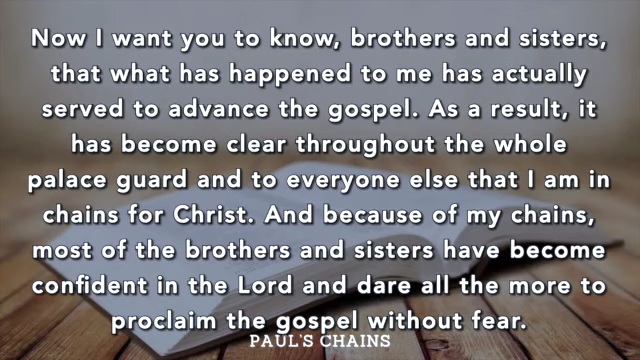 Now I want you to know, brothers and sisters,
that what has happened to me has actually
served to advance the gospel. As a result, it
has become clear throughout the whole
palace guard and to everyone else that I am in
chains for Christ. And because of my chains,
most of the brothers and sisters have become
confident in the Lord and dare all the more to
proclaim the gospel without fear.
PAUL'S CHAINS